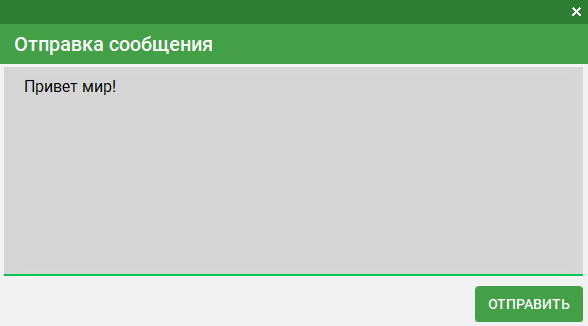 Отправка сообщения
Привет мир!
ОТПРАВИТЬ